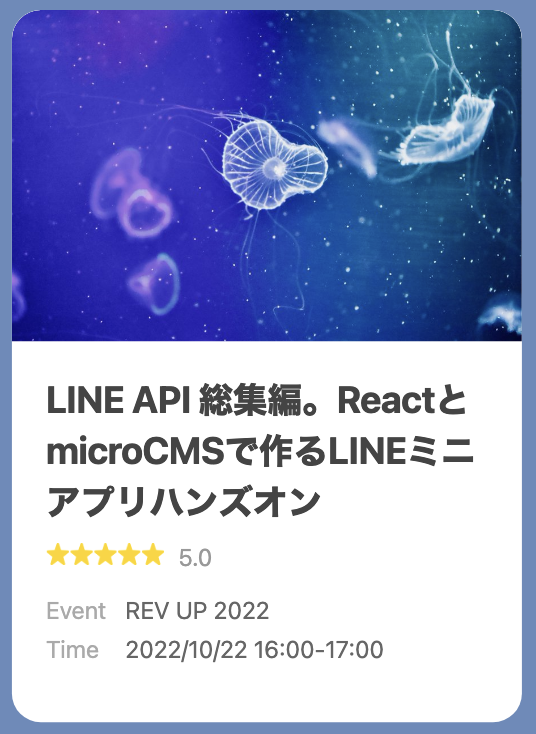 LINE API 総集編。Reactと
microCMSで作るLINEミニ
アプリハンズオン
5.0
Event REV UP 2022
Time 2022/10/22 16:00-17:00